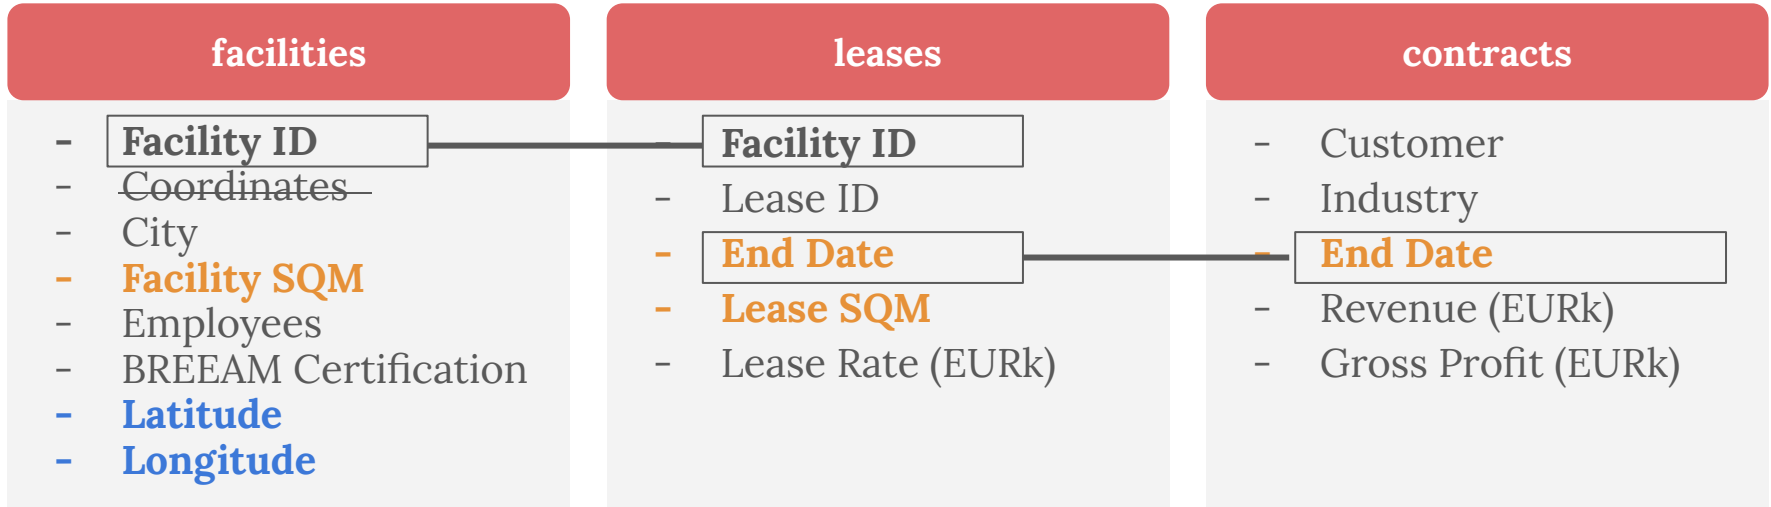 facilities
- Facility ID
- Coordinates
- City
- Facility SQM
- Employees
- BREEAM Certification
- Latitude
- Longitude
leases
- Facility ID
- Lease ID
- End Date
- Lease SQM
- Lease Rate (EURk)
contracts
- Customer
- Industry
- End Date
- Revenue (EURk)
- Gross Profit (EURk)